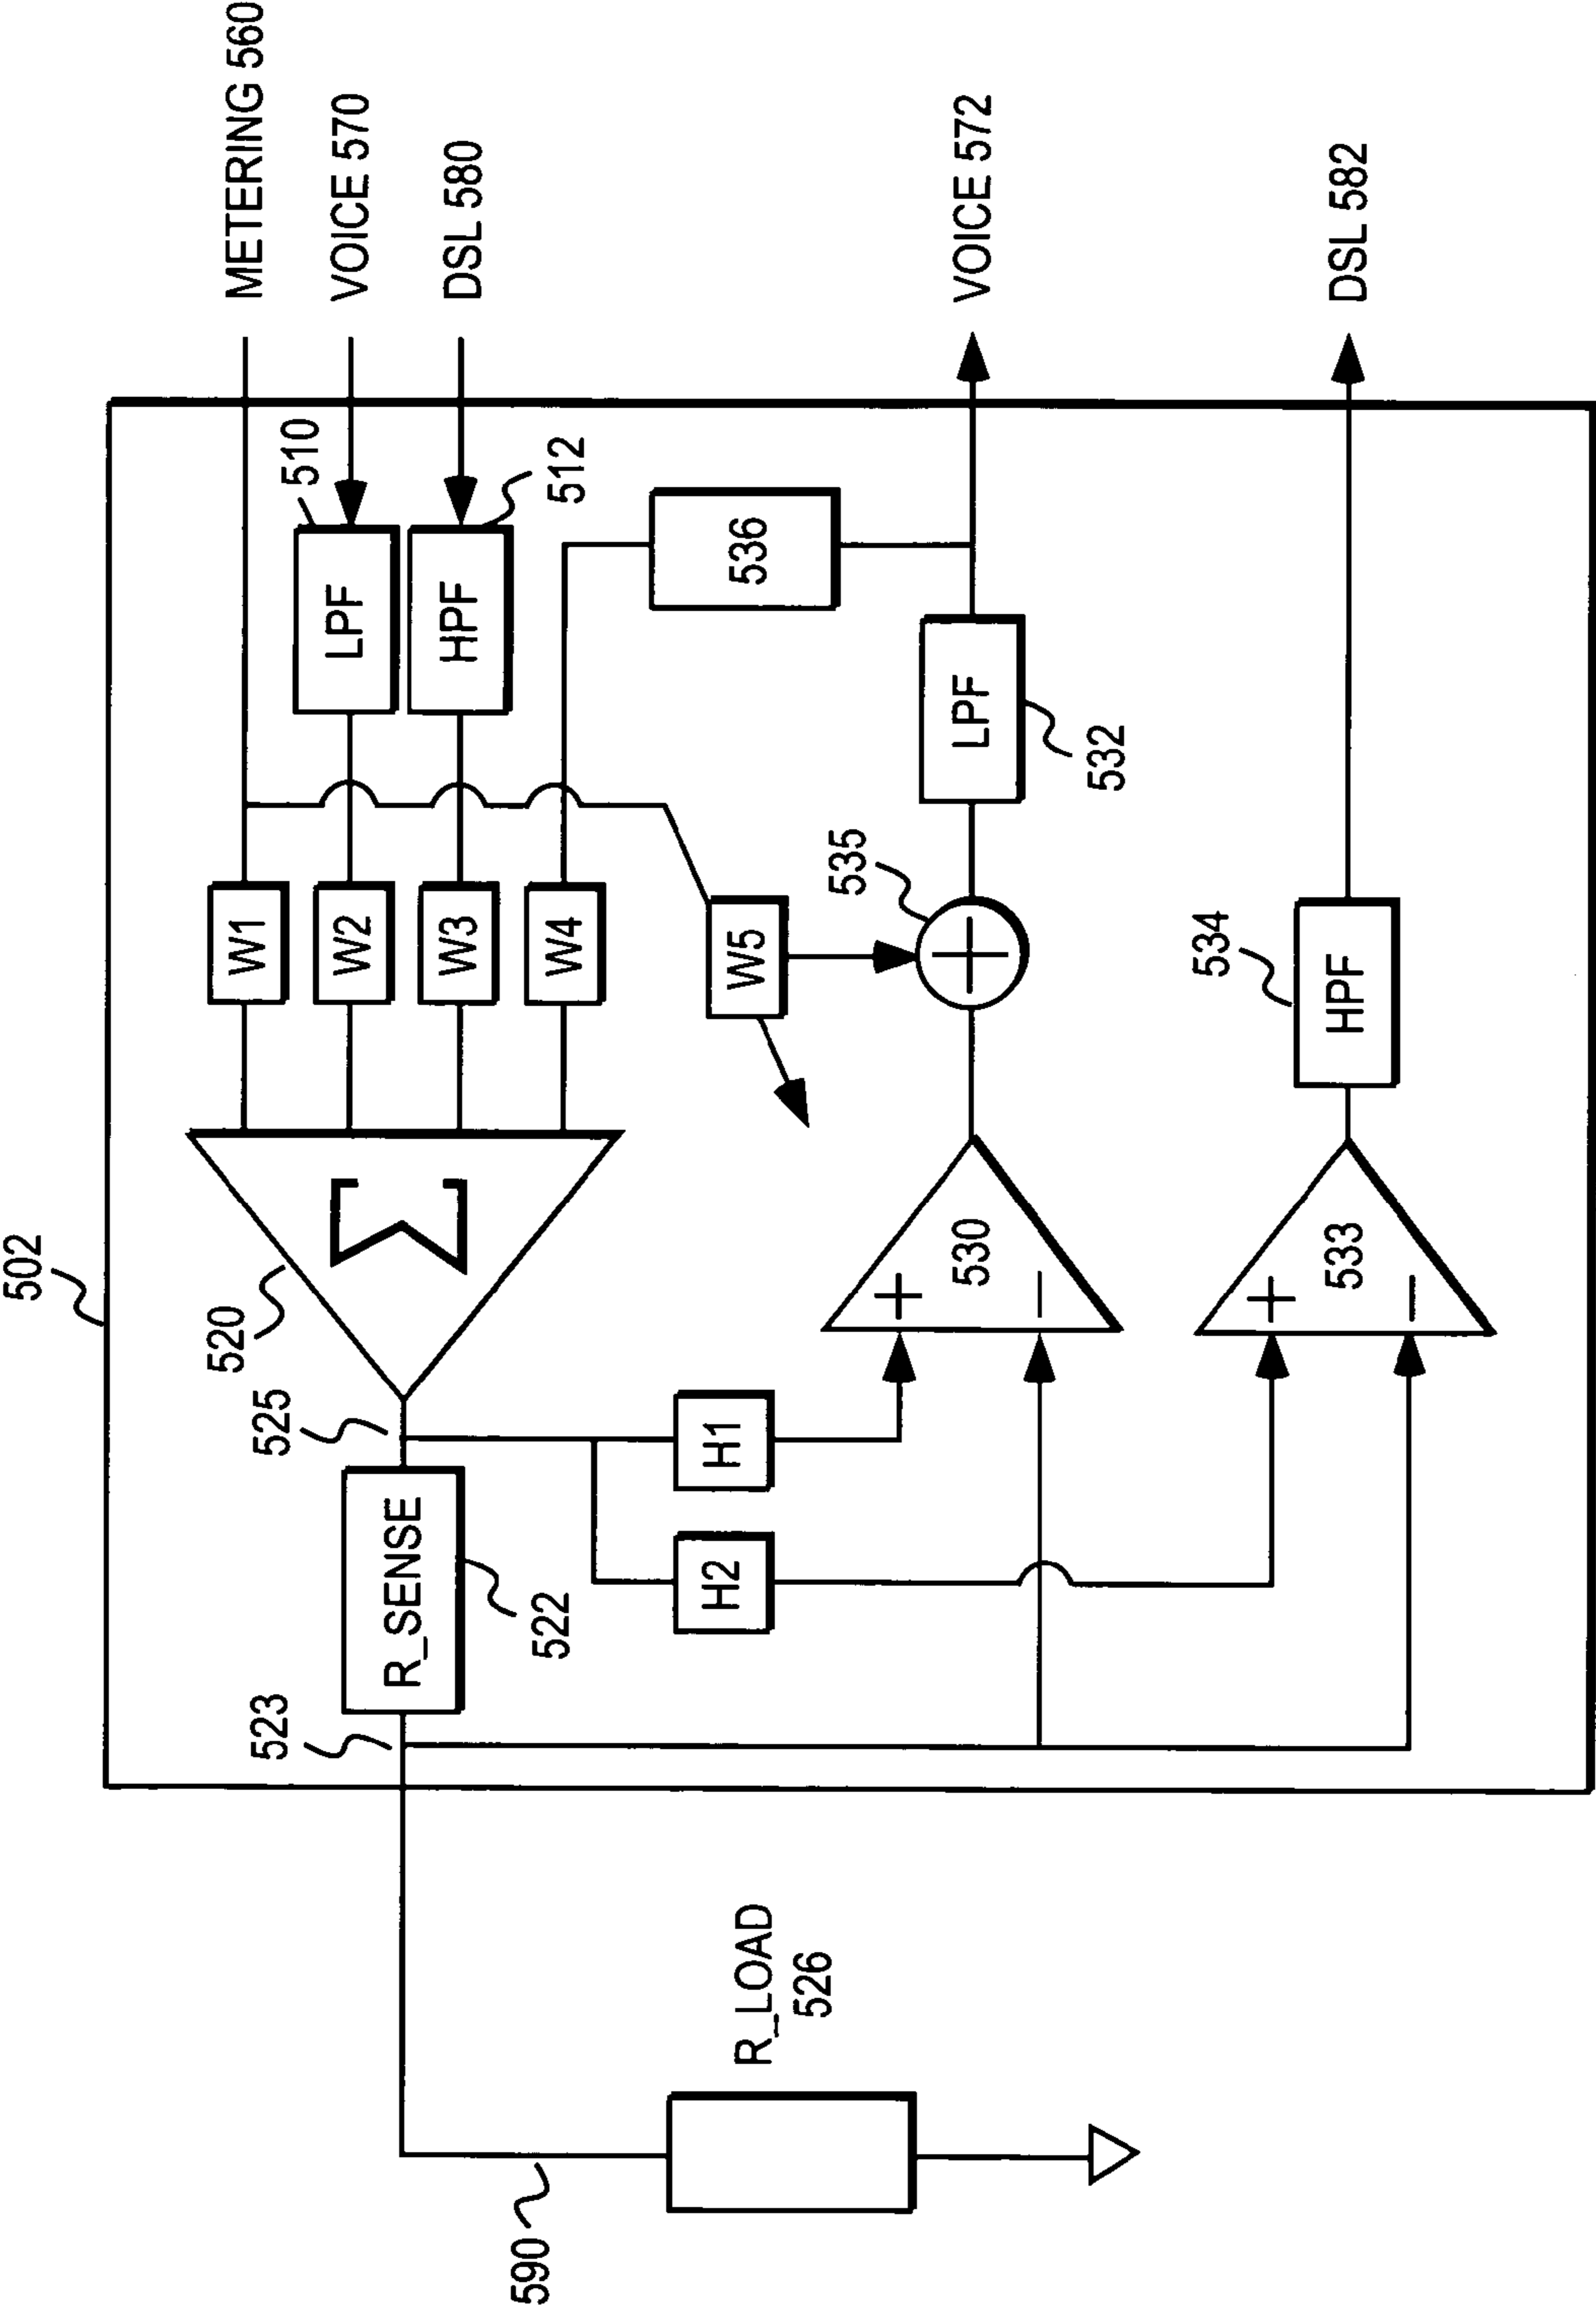 502
METERING 560
VOICE 570
DSL 580
510
LPF
512
HPF
W1
W2
W3
W4
W5
520
Σ
525
R_SENSE
522
523
536
535
+
LPF
532
VOICE 572
H1
H2
530
+
−
533
+
−
534
HPF
DSL 582
R_LOAD
526
590